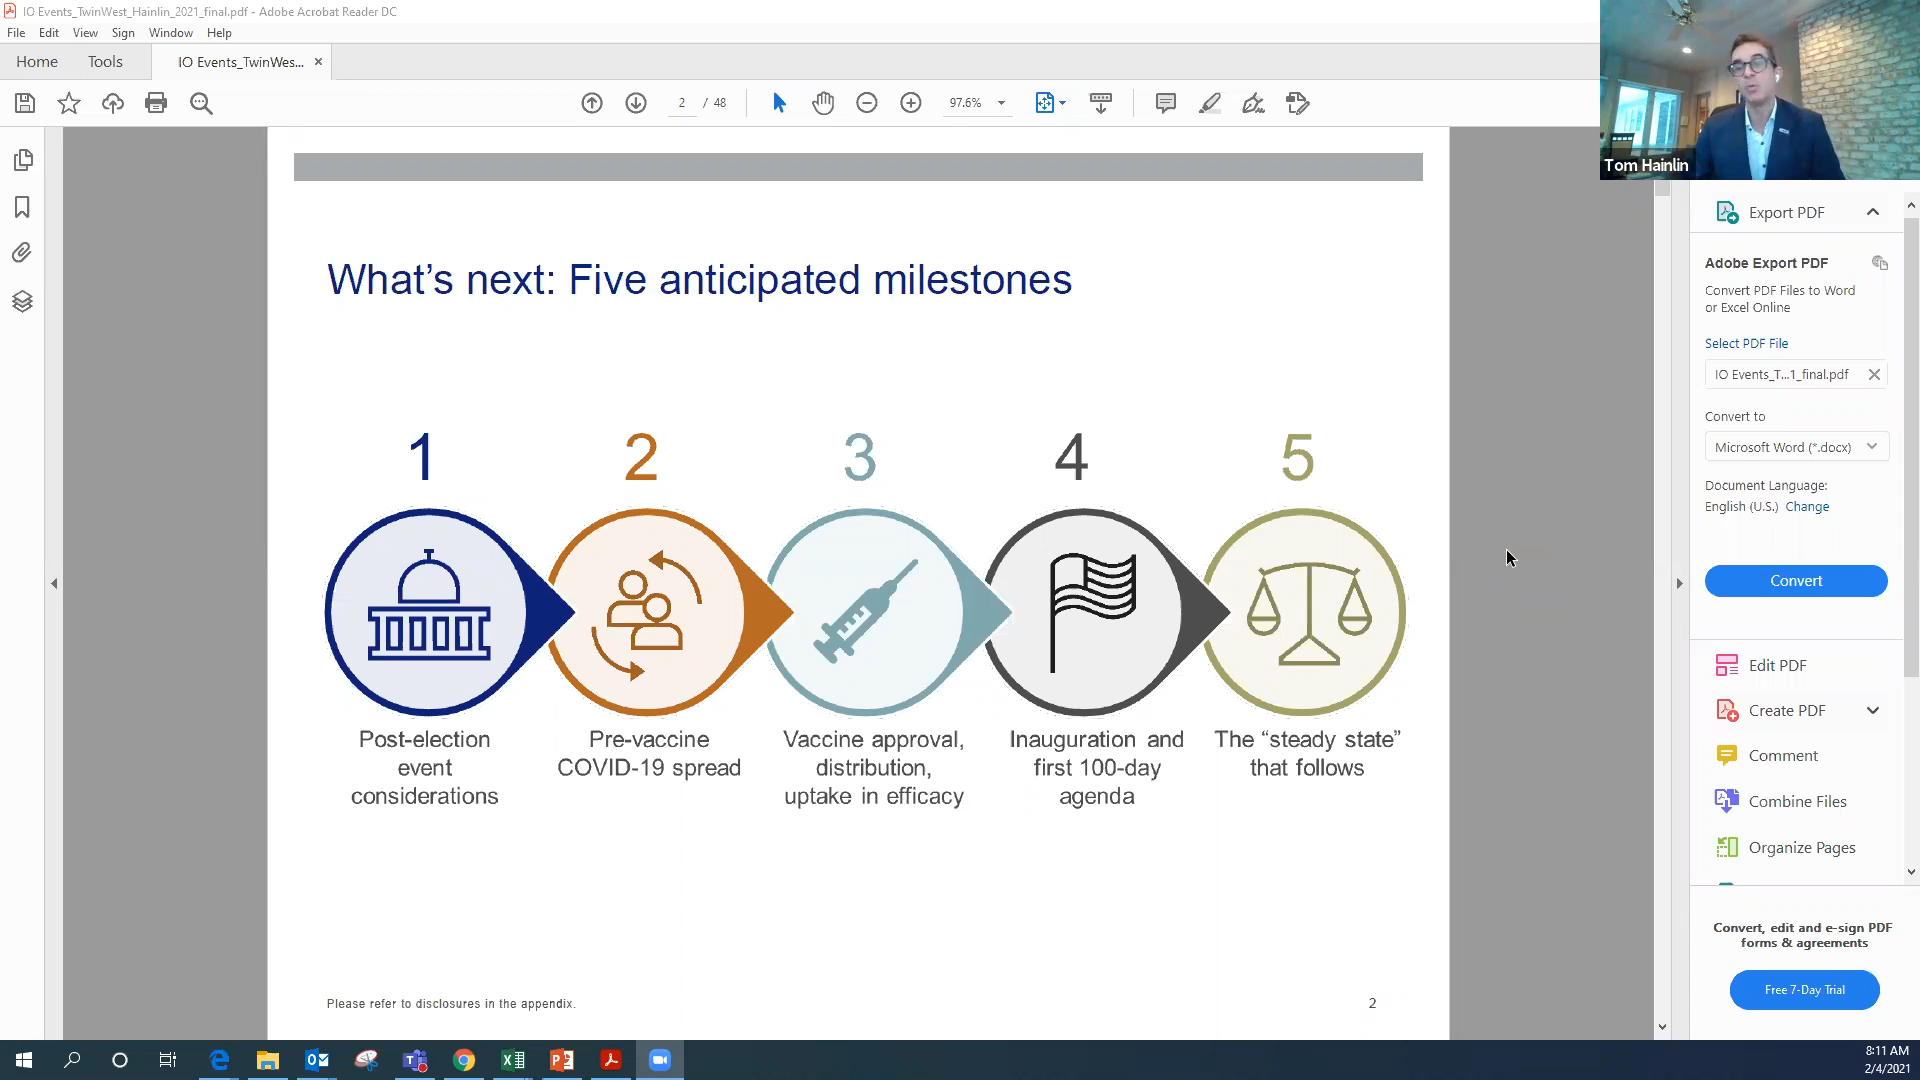 IO Events_TwinWest_Hainlin_2021_final.pdf - Adobe Acrobat Reader DC
File Edit View Sign Window Help
Home Tools IO Events_TwinWes... ×
2 / 48 97.6%
Tom Hainlin
What’s next: Five anticipated milestones
1 2 3 4 5
Post-election
event
considerations
Pre-vaccine
COVID-19 spread
Vaccine approval,
distribution,
uptake in efficacy
Inauguration and
first 100-day
agenda
The “steady state”
that follows
Please refer to disclosures in the appendix.
2
Export PDF
Adobe Export PDF
Convert PDF Files to Word
or Excel Online
Select PDF File
IO Events_T...1_final.pdf
Convert to
Microsoft Word (*.docx)
Document Language:
English (U.S.) Change
Convert
Edit PDF
Create PDF
Comment
Combine Files
Organize Pages
Convert, edit and e-sign PDF
forms & agreements
Free 7-Day Trial
8:11 AM
2/4/2021